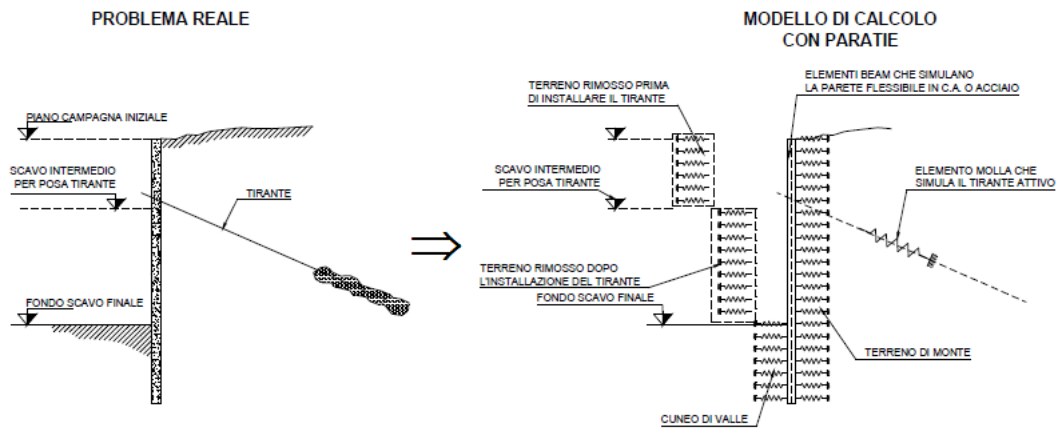 PROBLEMA REALE
PIANO CAMPAGNA INIZIALE
SCAVO INTERMEDIO
PER POSA TIRANTE
TIRANTE
FONDO SCAVO FINALE
MODELLO DI CALCOLO
CON PARATIE
TERRENO RIMOSSO PRIMA
DI INSTALLARE IL TIRANTE
ELEMENTI BEAM CHE SIMULANO
LA PARETE FLESSIBILE IN C.A. O ACCIAIO
SCAVO INTERMEDIO
PER POSA TIRANTE
ELEMENTO MOLLA CHE
SIMULA IL TIRANTE ATTIVO
TERRENO RIMOSSO DOPO
L'INSTALLAZIONE DEL TIRANTE
FONDO SCAVO FINALE
TERRENO DI MONTE
CUNEO DI VALLE